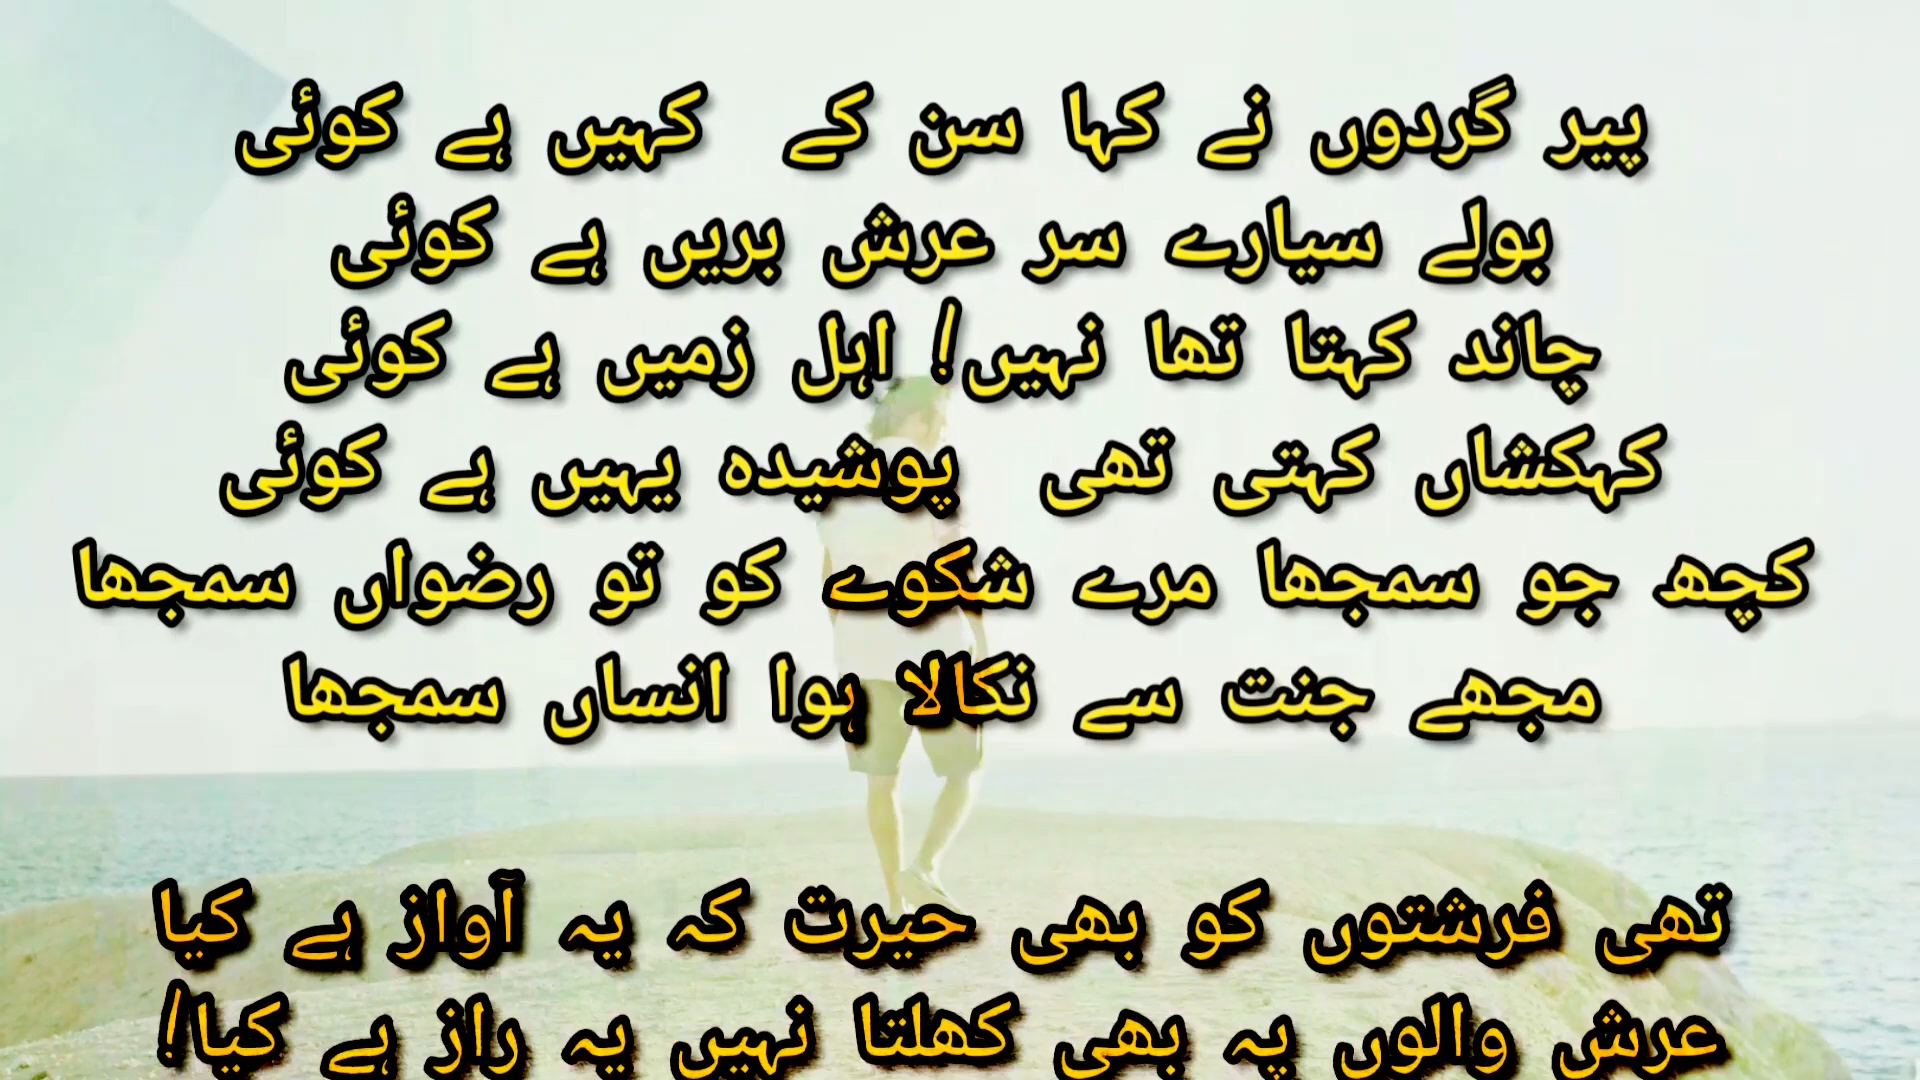 پیر گردوں نے کہا سن کے کہیں ہے کوئی
بولے سیارے سر عرش بریں ہے کوئی
چاند کہتا تھا نہیں! اہل زمیں ہے کوئی
کہکشاں کہتی تھی پوشیدہ یہیں ہے کوئی
کچھ جو سمجھا مرے شکوے کو تو رضواں سمجھا
مجھے جنت سے نکالا ہوا انساں سمجھا
تھی فرشتوں کو بھی حیرت کہ یہ آواز ہے کیا
عرش والوں پہ بھی کھلتا نہیں یہ راز ہے کیا!